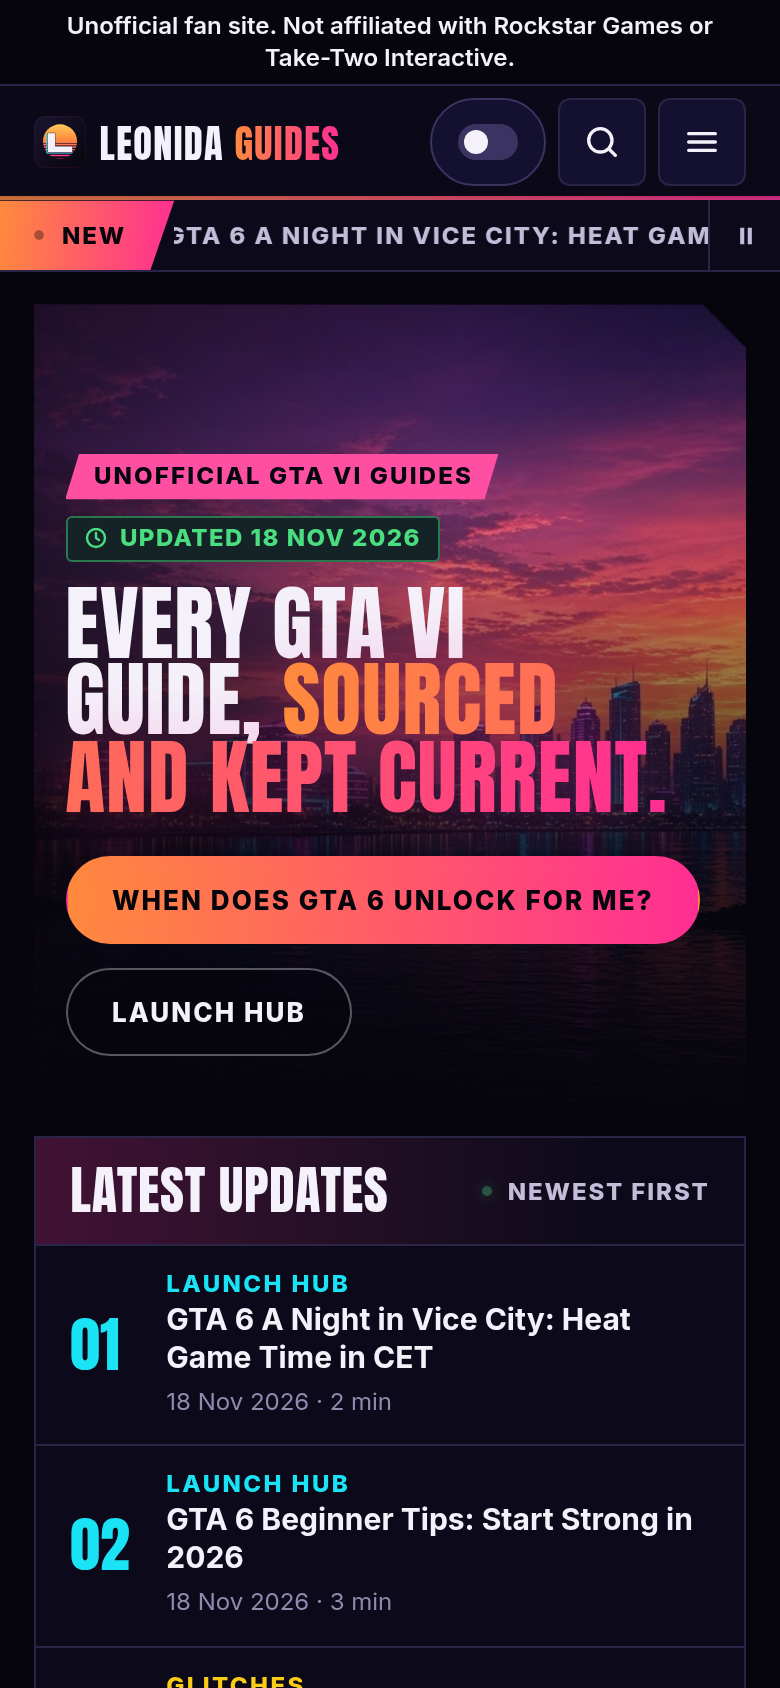 Unofficial fan site. Not affiliated with Rockstar Games or
Take-Two Interactive.
LEONIDA GUIDES
NEW
GTA 6 A NIGHT IN VICE CITY: HEAT GAM
UNOFFICIAL GTA VI GUIDES
UPDATED 18 NOV 2026
EVERY GTA VI
GUIDE, SOURCED
AND KEPT CURRENT.
WHEN DOES GTA 6 UNLOCK FOR ME?
LAUNCH HUB
LATEST UPDATES
NEWEST FIRST
01
LAUNCH HUB
GTA 6 A Night in Vice City: Heat
Game Time in CET
18 Nov 2026 · 2 min
02
LAUNCH HUB
GTA 6 Beginner Tips: Start Strong in
2026
18 Nov 2026 · 3 min
GLITCHES